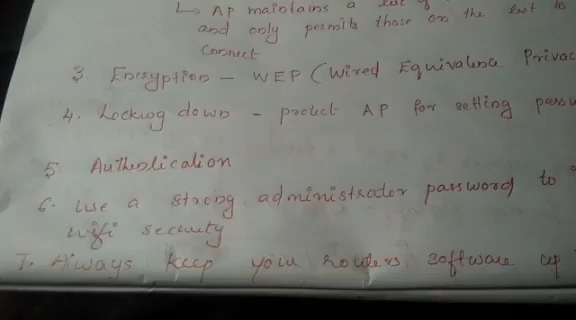 ↳ AP maintains a list of
and only permits those on the list to
connect
3 Encryption – WEP (Wired Equivalence Privac
4. Locking down – protect AP for setting passw
5 Authentication
6. Use a strong administrator password to
wifi security
7. Always keep your routers software up